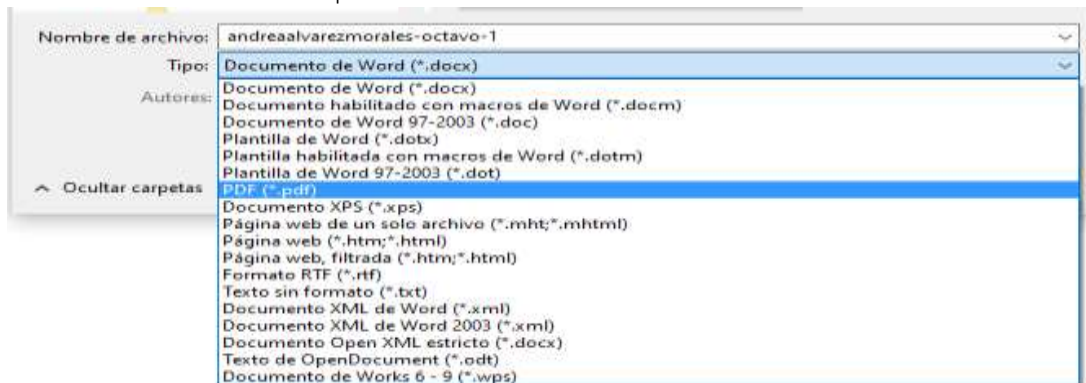 Nombre de archivo: andreaalvarezmorales-octavo-1
Tipo: Documento de Word (*.docx)
Autores:
Documento de Word (*.docx)
Documento habilitado con macros de Word (*.docm)
Documento de Word 97-2003 (*.doc)
Plantilla de Word (*.dotx)
Plantilla habilitada con macros de Word (*.dotm)
Plantilla de Word 97-2003 (*.dot)
Ocultar carpetas
PDF (*.pdf)
Documento XPS (*.xps)
Página web de un solo archivo (*.mht;*.mhtml)
Página web (*.htm;*.html)
Página web, filtrada (*.htm;*.html)
Formato RTF (*.rtf)
Texto sin formato (*.txt)
Documento XML de Word (*.xml)
Documento XML de Word 2003 (*.xml)
Documento Open XML estricto (*.docx)
Texto de OpenDocument (*.odt)
Documento de Works 6 - 9 (*.wps)